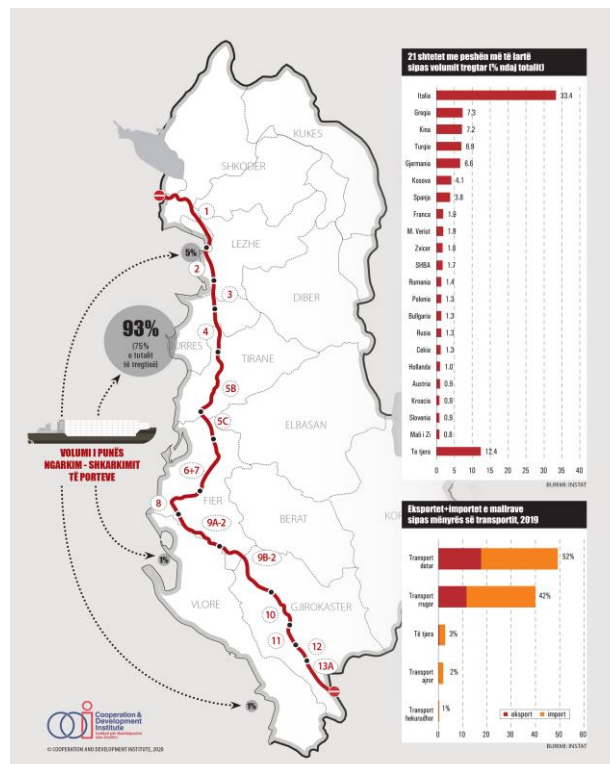 KUKES
SHKODER
1
LEZHE
5%
2
3
DIBER
93%
(75%
e totalit
të tregtisë)
DURRES
4
TIRANE
5B
5C
ELBASAN
VOLUMI I PUNËS
NGARKIM - SHKARKIMIT
TË PORTEVE
6+7
8
FIER
9A-2
BERAT
9B-2
1%
VLORE
GJIROKASTER
10
11
12
13A
1%
Cooperation &
Development
Institute
© COOPERATION AND DEVELOPMENT INSTITUTE, 2020
21 shtetet me peshën më të lartë
sipas volumit tregtar (% ndaj totalit)
Italia 33.4
Greqia 7.3
Kina 7.2
Turqia 6.9
Gjermania 6.6
Kosova 4.1
Spanja 3.8
Franca 1.9
M. Veriut 1.9
Zvicer 1.8
SHBA 1.7
Rumania 1.4
Polonia 1.3
Bullgaria 1.3
Rusia 1.3
Cekia 1.3
Hollanda 1.0
Austria 0.9
Kroacia 0.9
Slovenia 0.9
Mali i Zi 0.8
Te tjera 12.4
0 5 10 15 20 25 30 35 40
BURIMI: INSTAT
Eksportet+importet e mallrave
sipas mënyrës së transportit, 2019
Transport
detar
52%
Transport
rrugor
42%
Të tjera 3%
Transport
ajror
2%
Transport
hekurudhor
1%
eksport import
0 10 20 30 40 50 60
BURIMI: INSTAT